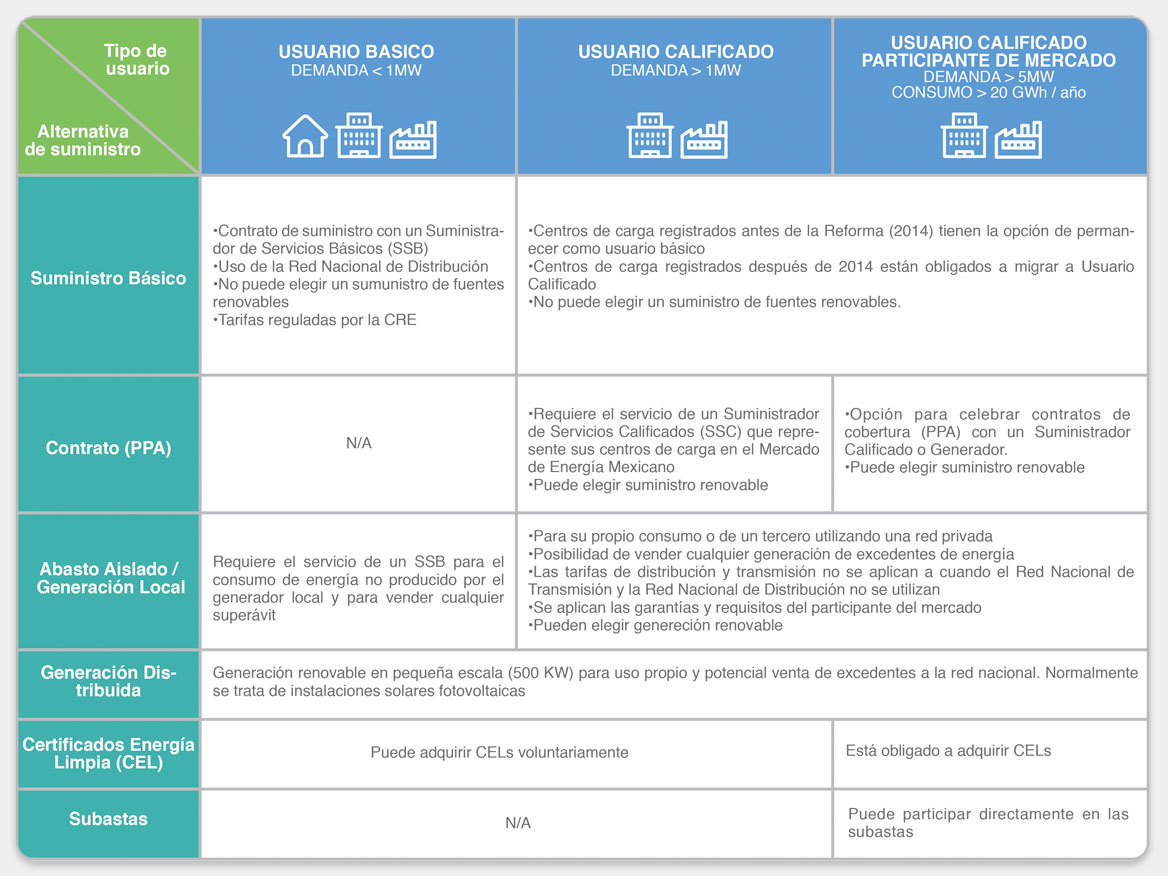 Tipo de
usuario
Alternativa
de suministro
USUARIO BASICO
DEMANDA < 1MW
USUARIO CALIFICADO
DEMANDA > 1MW
USUARIO CALIFICADO
PARTICIPANTE DE MERCADO
DEMANDA > 5MW
CONSUMO > 20 GWh / año
Suministro Básico
•Contrato de suministro con un Suministra-
dor de Servicios Básicos (SSB)
•Uso de la Red Nacional de Distribución
•No puede elegir un sumunistro de fuentes
renovables
•Tarifas reguladas por la CRE
•Centros de carga registrados antes de la Reforma (2014) tienen la opción de perman-
ecer como usuario básico
•Centros de carga registrados después de 2014 están obligados a migrar a Usuario
Calificado
•No puede elegir un suministro de fuentes renovables.
Contrato (PPA)
N/A
•Requiere el servicio de un Suministrador
de Servicios Calificados (SSC) que repre-
sente sus centros de carga en el Mercado
de Energía Mexicano
•Puede elegir suministro renovable
•Opción para celebrar contratos de
cobertura (PPA) con un Suministrador
Calificado o Generador.
•Puede elegir suministro renovable
Abasto Aislado /
Generación Local
Requiere el servicio de un SSB para el
consumo de energía no producido por el
generador local y para vender cualquier
superávit
•Para su propio consumo o de un tercero utilizando una red privada
•Posibilidad de vender cualquier generación de excedentes de energía
•Las tarifas de distribución y transmisión no se aplican a cuando el Red Nacional de
Transmisión y la Red Nacional de Distribución no se utilizan
•Se aplican las garantías y requisitos del participante del mercado
•Pueden elegir genereción renovable
Generación Dis-
tribuida
Generación renovable en pequeña escala (500 KW) para uso propio y potencial venta de excedentes a la red nacional. Normalmente
se trata de instalaciones solares fotovoltaicas
Certificados Energía
Limpia (CEL)
Puede adquirir CELs voluntariamente
Está obligado a adquirir CELs
Subastas
N/A
Puede participar directamente en las
subastas